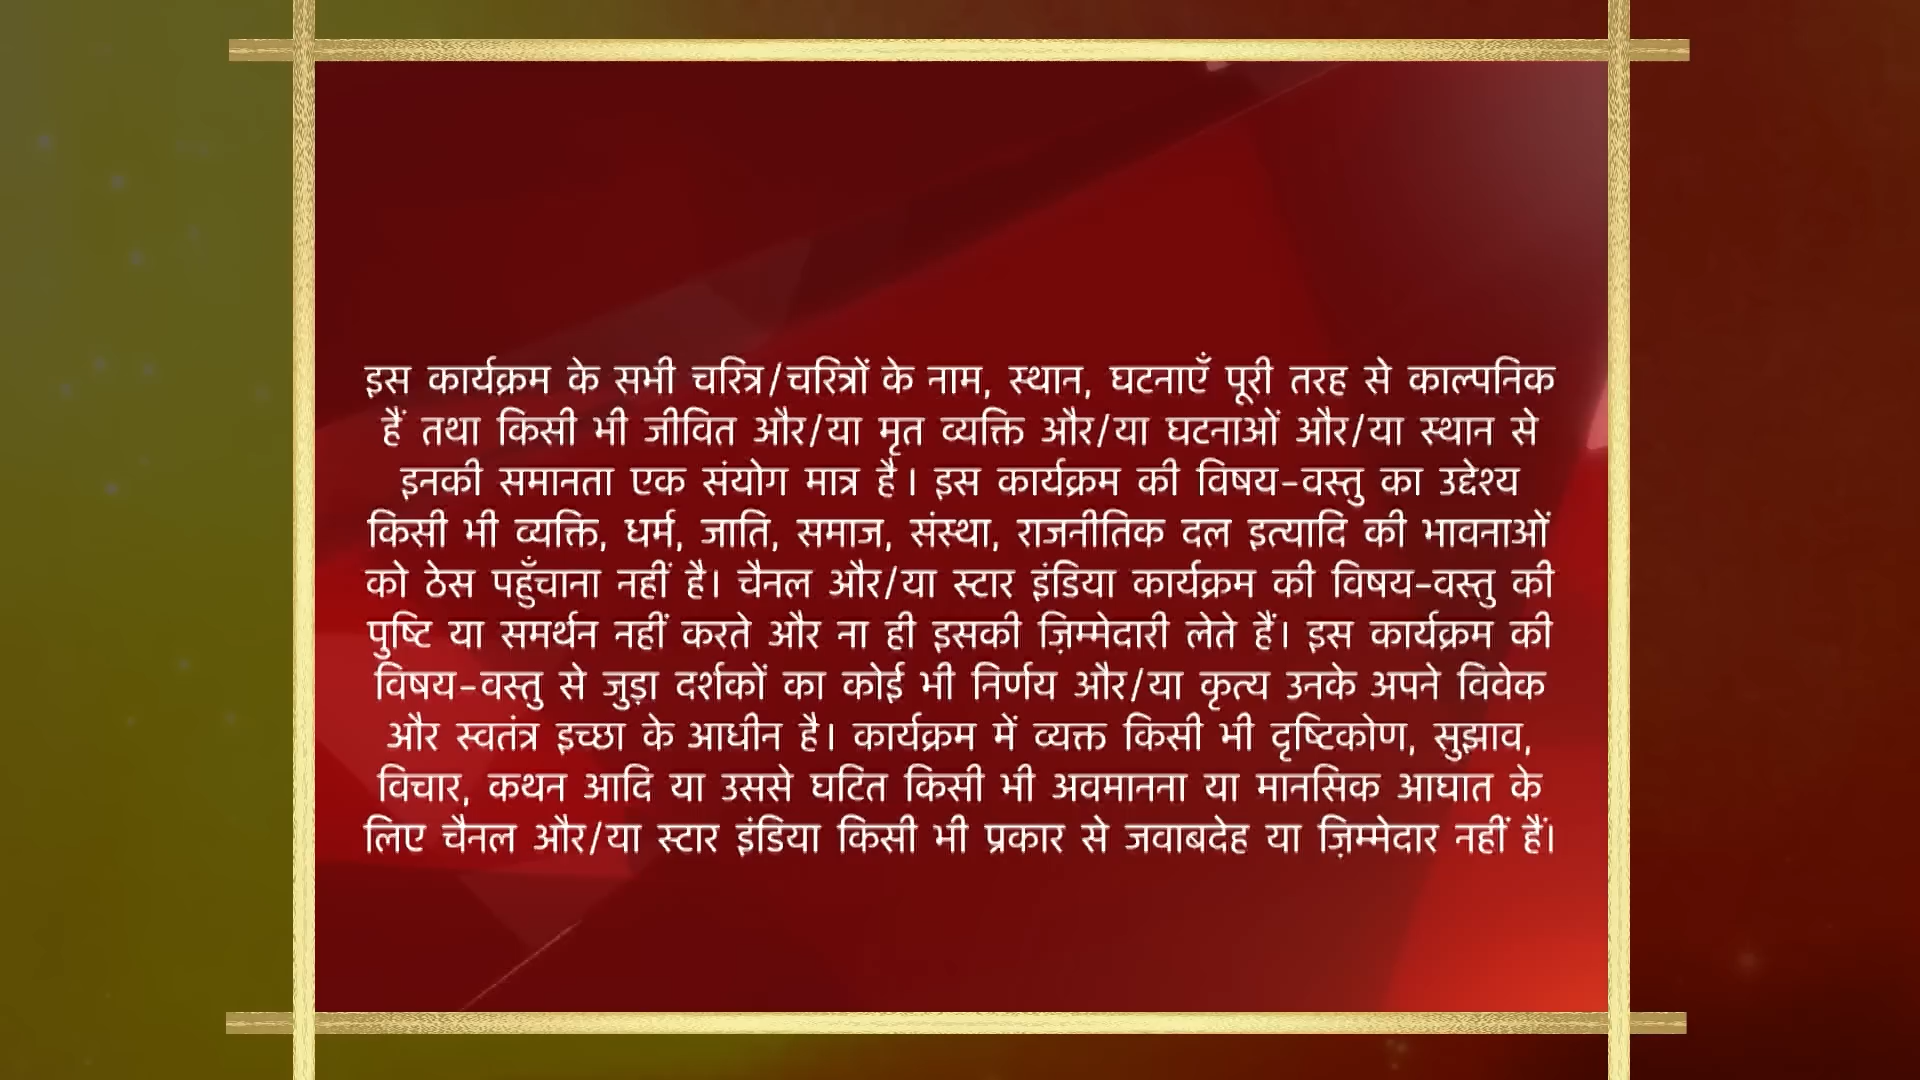 इस कार्यक्रम के सभी चरित्र/चरित्रों के नाम, स्थान, घटनाएँ पूरी तरह से काल्पनिक
हैं तथा किसी भी जीवित और/या मृत व्यक्ति और/या घटनाओं और/या स्थान से
इनकी समानता एक संयोग मात्र है। इस कार्यक्रम की विषय-वस्तु का उद्देश्य
किसी भी व्यक्ति, धर्म, जाति, समाज, संस्था, राजनीतिक दल इत्यादि की भावनाओं
को ठेस पहुँचाना नहीं है। चैनल और/या स्टार इंडिया कार्यक्रम की विषय-वस्तु की
पुष्टि या समर्थन नहीं करते और ना ही इसकी ज़िम्मेदारी लेते हैं। इस कार्यक्रम की
विषय-वस्तु से जुड़ा दर्शकों का कोई भी निर्णय और/या कृत्य उनके अपने विवेक
और स्वतंत्र इच्छा के आधीन है। कार्यक्रम में व्यक्त किसी भी दृष्टिकोण, सुझाव,
विचार, कथन आदि या उससे घटित किसी भी अवमानना या मानसिक आघात के
लिए चैनल और/या स्टार इंडिया किसी भी प्रकार से जवाबदेह या ज़िम्मेदार नहीं हैं।